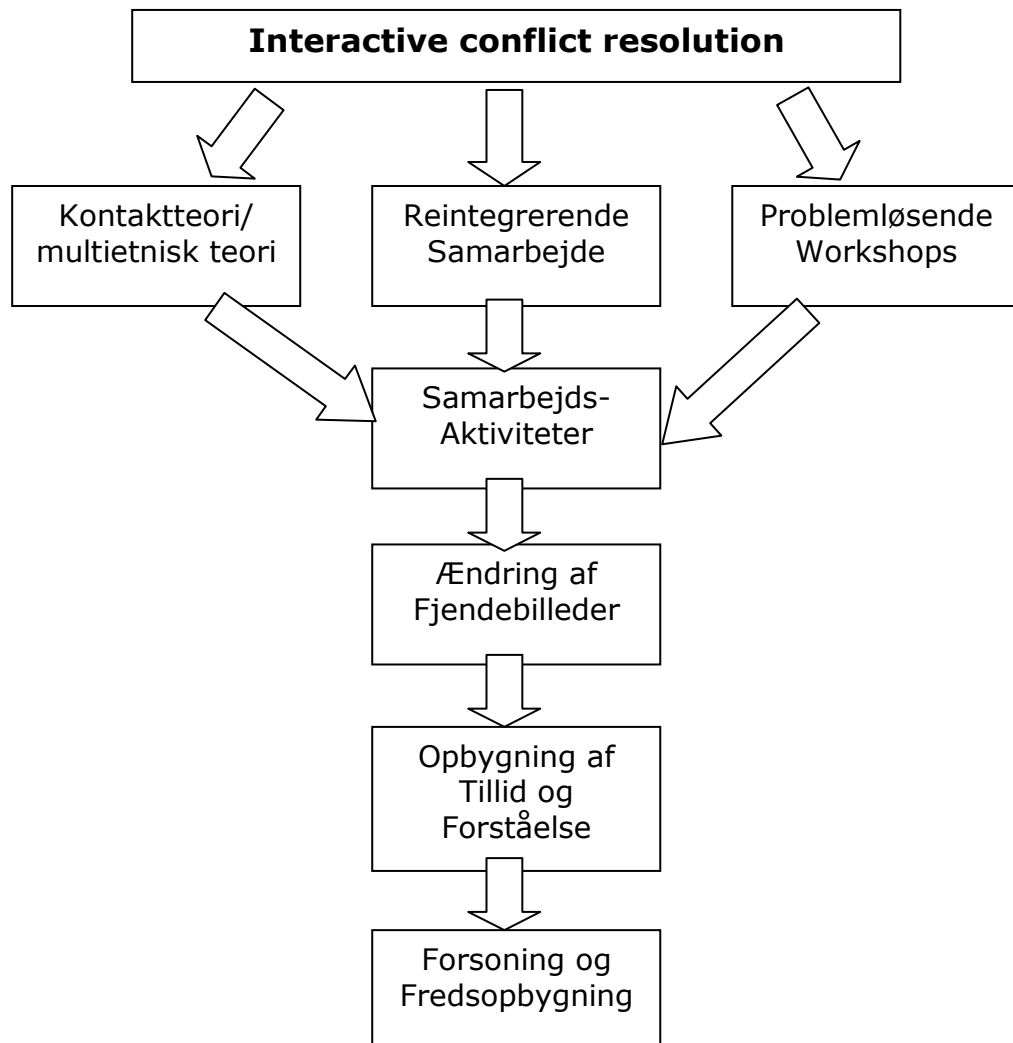 Interactive conflict resolution
Kontaktteori/
multietnisk teori
Reintegrerende
Samarbejde
Problemløsende
Workshops
Samarbejds-
Aktiviteter
Ændring af
Fjendebilleder
Opbygning af
Tillid og
Forståelse
Forsoning og
Fredsopbygning